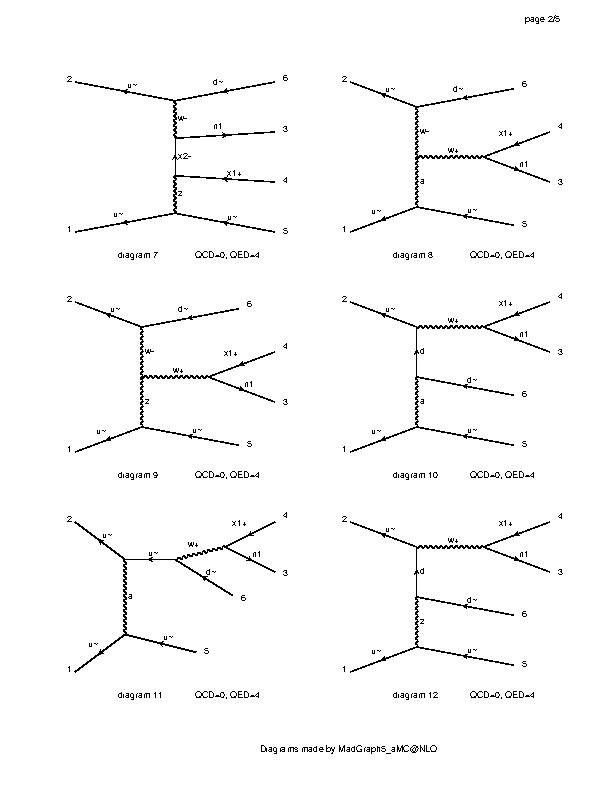 page 2/5
2 u~ d~ 6
w-
n1 3
x2-
x1+ 4
z
u~ u~
1 5
diagram 7 QCD=0, QED=4
2 u~ d~ 6
w-
x1+ 4
w+
n1 3
a
u~ u~ 5
1
diagram 8 QCD=0, QED=4
2 u~ d~ 6
w-
x1+ 4
w+
n1 3
z
u~ u~ 5
1
diagram 9 QCD=0, QED=4
2 u~ w+ x1+ 4
n1 3
d
d~ 6
a
u~ u~ 5
1
diagram 10 QCD=0, QED=4
2 u~ x1+ 4
w+
u~ n1 3
d~ 6
a
u~ u~ 5
1
diagram 11 QCD=0, QED=4
2 u~ w+ x1+ 4
n1 3
d
d~ 6
z
u~ u~ 5
1
diagram 12 QCD=0, QED=4
Diagrams made by MadGraph5_aMC@NLO